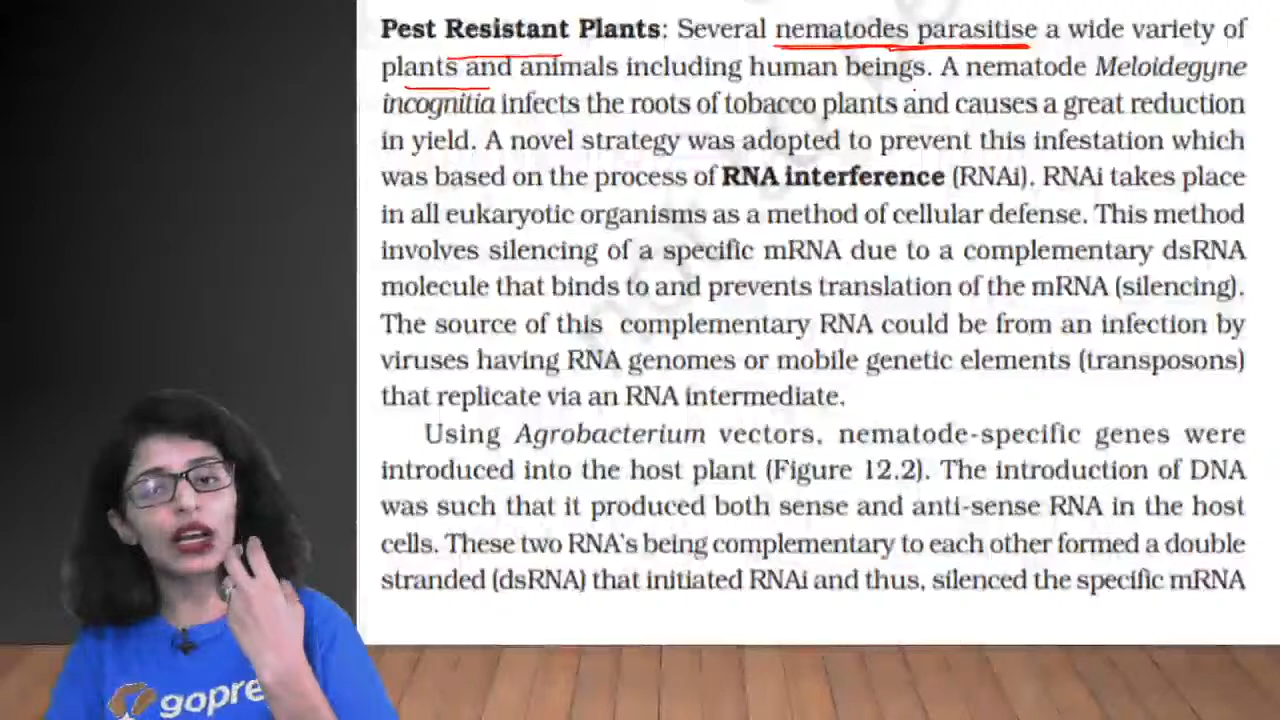 Pest Resistant Plants: Several nematodes parasitise a wide variety of
plants and animals including human beings. A nematode Meloidegyne
incognitia infects the roots of tobacco plants and causes a great reduction
in yield. A novel strategy was adopted to prevent this infestation which
was based on the process of RNA interference (RNAi). RNAi takes place
in all eukaryotic organisms as a method of cellular defense. This method
involves silencing of a specific mRNA due to a complementary dsRNA
molecule that binds to and prevents translation of the mRNA (silencing).
The source of this complementary RNA could be from an infection by
viruses having RNA genomes or mobile genetic elements (transposons)
that replicate via an RNA intermediate.
Using Agrobacterium vectors, nematode-specific genes were
introduced into the host plant (Figure 12.2). The introduction of DNA
was such that it produced both sense and anti-sense RNA in the host
cells. These two RNA's being complementary to each other formed a double
stranded (dsRNA) that initiated RNAi and thus, silenced the specific mRNA
gopre